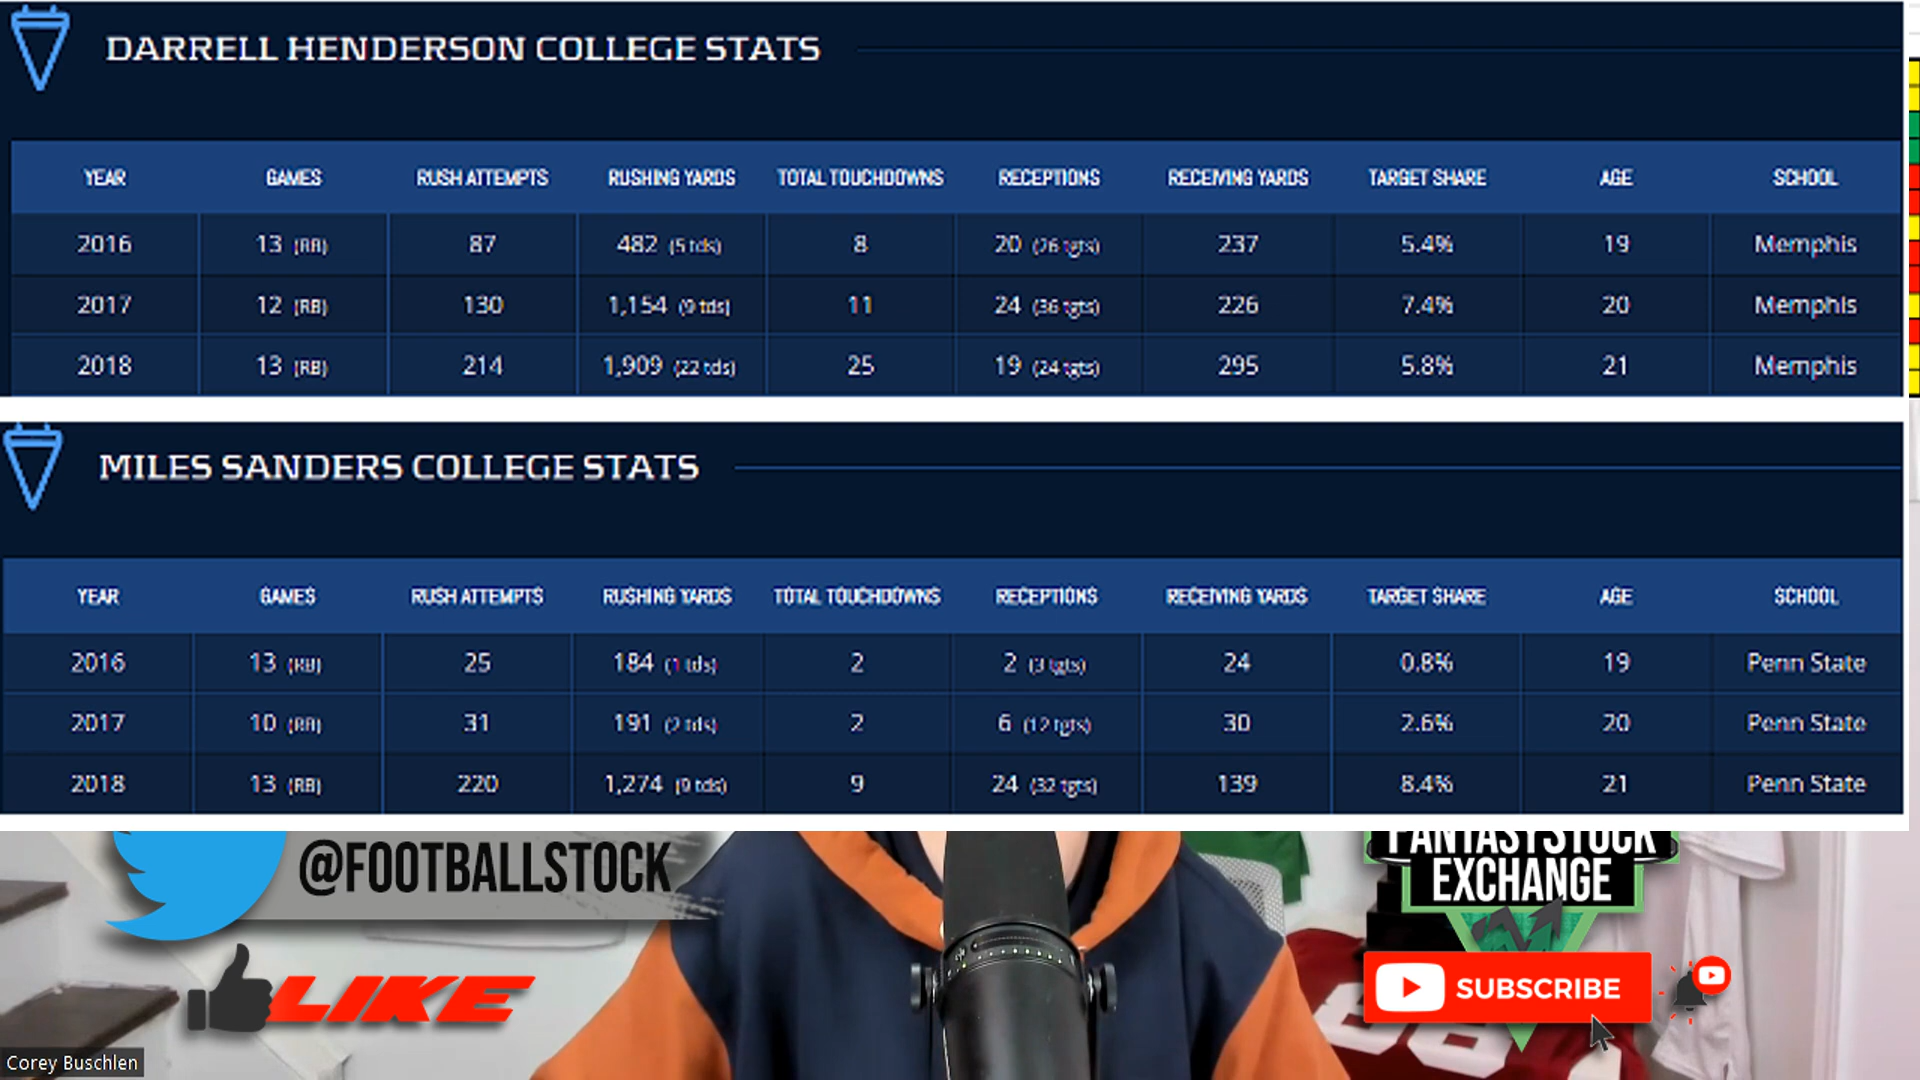 DARRELL HENDERSON COLLEGE STATS
YEAR GAMES RUSH ATTEMPTS RUSHING YARDS TOTAL TOUCHDOWNS RECEPTIONS RECEIVING YARDS TARGET SHARE AGE SCHOOL
2016 13 (RB) 87 482 (5 tds) 8 20 (26 tgts) 237 5.4% 19 Memphis
2017 12 (RB) 130 1,154 (9 tds) 11 24 (36 tgts) 226 7.4% 20 Memphis
2018 13 (RB) 214 1,909 (22 tds) 25 19 (24 tgts) 295 5.8% 21 Memphis
MILES SANDERS COLLEGE STATS
YEAR GAMES RUSH ATTEMPTS RUSHING YARDS TOTAL TOUCHDOWNS RECEPTIONS RECEIVING YARDS TARGET SHARE AGE SCHOOL
2016 13 (RB) 25 184 (1 tds) 2 2 (3 tgts) 24 0.8% 19 Penn State
2017 10 (RB) 31 191 (2 tds) 2 6 (12 tgts) 30 2.6% 20 Penn State
2018 13 (RB) 220 1,274 (9 tds) 9 24 (32 tgts) 139 8.4% 21 Penn State
@FOOTBALLSTOCK
FANTASYSTOCK
EXCHANGE
LIKE
SUBSCRIBE
Corey Buschlen